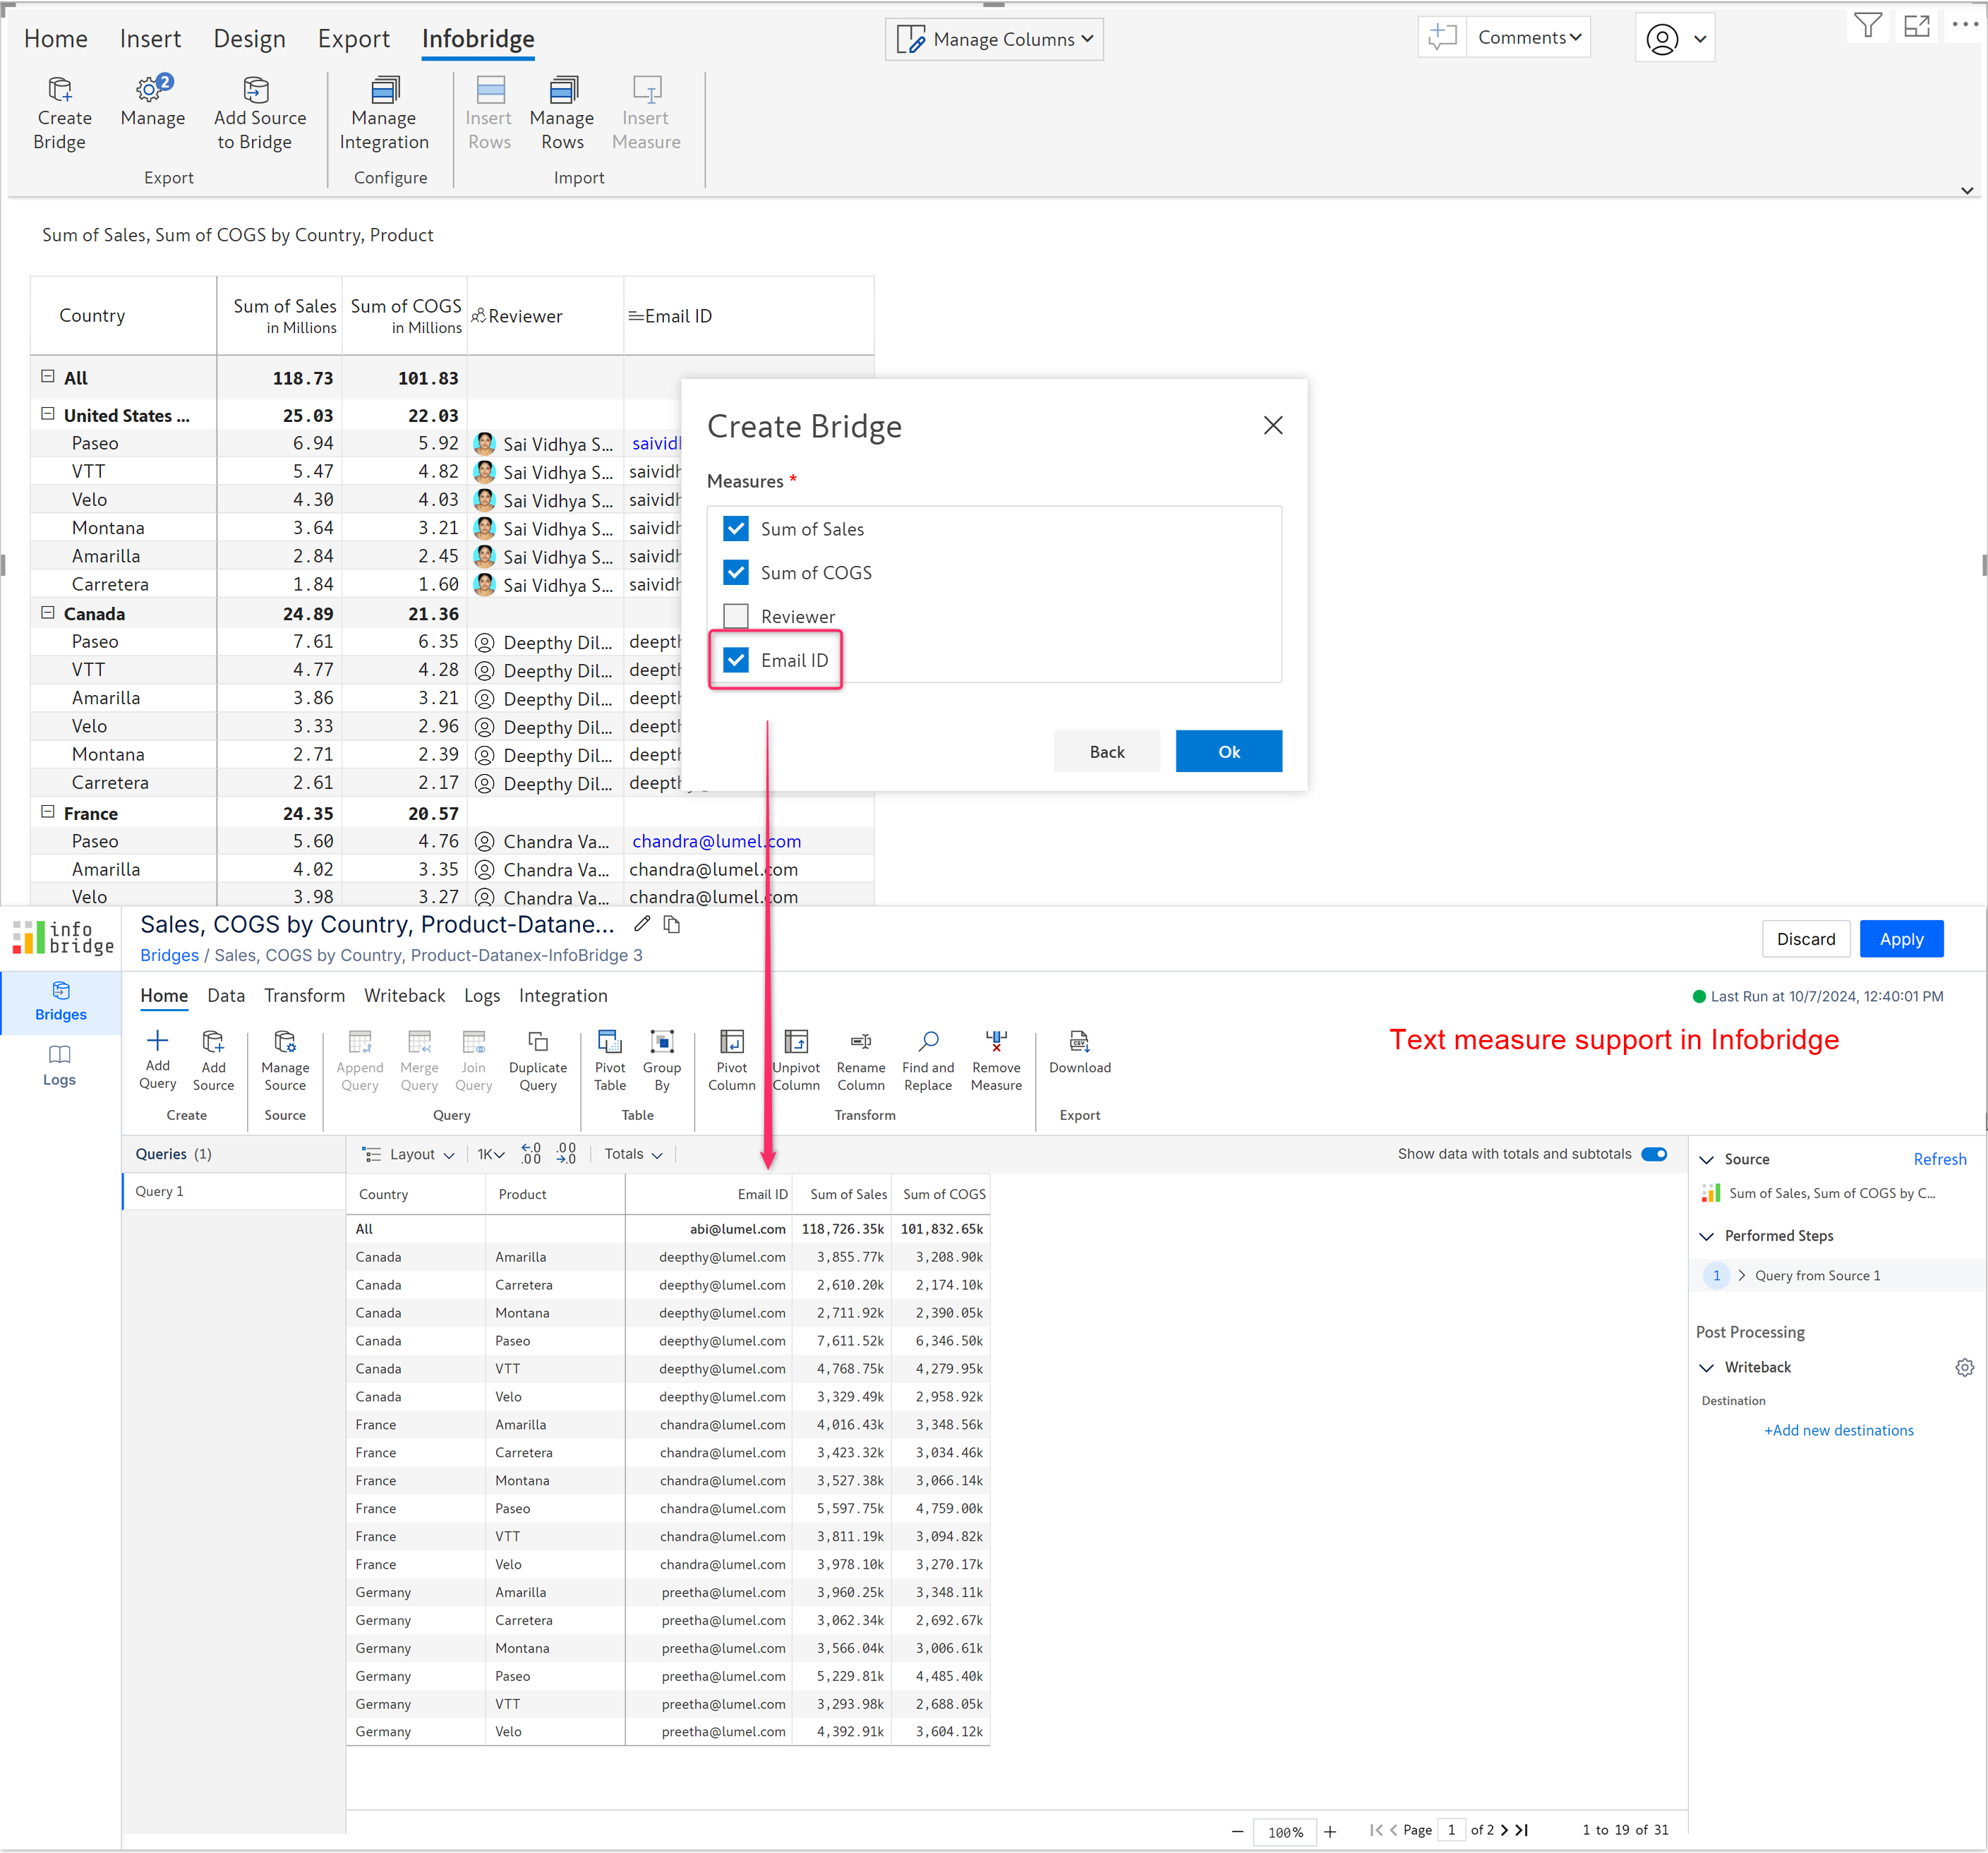 Home Insert Design Export Infobridge
Manage Columns
Comments
Create Bridge
Manage 2
Add Source to Bridge
Manage Integration
Insert Rows
Manage Rows
Insert Measure
Export Configure Import
Sum of Sales, Sum of COGS by Country, Product
Country Sum of Sales in Millions Sum of COGS in Millions Reviewer Email ID
All 118.73 101.83
United States ... 25.03 22.03
Paseo 6.94 5.92 Sai Vidhya S...
VTT 5.47 4.82 Sai Vidhya S...
Velo 4.30 4.03 Sai Vidhya S...
Montana 3.64 3.21 Sai Vidhya S...
Amarilla 2.84 2.45 Sai Vidhya S...
Carretera 1.84 1.60 Sai Vidhya S...
Canada 24.89 21.36
Paseo 7.61 6.35 Deepthy Dil...
VTT 4.77 4.28 Deepthy Dil...
Amarilla 3.86 3.21 Deepthy Dil...
Velo 3.33 2.96 Deepthy Dil...
Montana 2.71 2.39 Deepthy Dil...
Carretera 2.61 2.17 Deepthy Dil...
France 24.35 20.57
Paseo 5.60 4.76 Chandra Va... chandra@lumel.com
Amarilla 4.02 3.35 Chandra Va... chandra@lumel.com
Velo 3.98 3.27 Chandra Va... chandra@lumel.com
Create Bridge
Measures *
Sum of Sales
Sum of COGS
Reviewer
Email ID
Back Ok
info
bridge
Sales, COGS by Country, Product-Datane...
Bridges / Sales, COGS by Country, Product-Datanex-InfoBridge 3
Discard Apply
Bridges
Logs
Home Data Transform Writeback Logs Integration
Last Run at 10/7/2024, 12:40:01 PM
Text measure support in Infobridge
Add Query
Add Source
Manage Source
Append Query
Merge Query
Join Query
Duplicate Query
Pivot Table
Group By
Pivot Column
Unpivot Column
Rename Column
Find and Replace
Remove Measure
CSV Download
Create Source Query Table Transform Export
Queries (1)
Query 1
Layout 1K .0 .00 .00 .0 Totals
Show data with totals and subtotals
Country Product Email ID Sum of Sales Sum of COGS
All abi@lumel.com 118,726.35k 101,832.65k
Canada Amarilla deepthy@lumel.com 3,855.77k 3,208.90k
Canada Carretera deepthy@lumel.com 2,610.20k 2,174.10k
Canada Montana deepthy@lumel.com 2,711.92k 2,390.05k
Canada Paseo deepthy@lumel.com 7,611.52k 6,346.50k
Canada VTT deepthy@lumel.com 4,768.75k 4,279.95k
Canada Velo deepthy@lumel.com 3,329.49k 2,958.92k
France Amarilla chandra@lumel.com 4,016.43k 3,348.56k
France Carretera chandra@lumel.com 3,423.32k 3,034.46k
France Montana chandra@lumel.com 3,527.38k 3,066.14k
France Paseo chandra@lumel.com 5,597.75k 4,759.00k
France VTT chandra@lumel.com 3,811.19k 3,094.82k
France Velo chandra@lumel.com 3,978.10k 3,270.17k
Germany Amarilla preetha@lumel.com 3,960.25k 3,348.11k
Germany Carretera preetha@lumel.com 3,062.34k 2,692.67k
Germany Montana preetha@lumel.com 3,566.04k 3,006.61k
Germany Paseo preetha@lumel.com 5,229.81k 4,485.40k
Germany VTT preetha@lumel.com 3,293.98k 2,688.05k
Germany Velo preetha@lumel.com 4,392.91k 3,604.12k
Source Refresh
Sum of Sales, Sum of COGS by C...
Performed Steps
1 Query from Source 1
Post Processing
Writeback
Destination
+Add new destinations
100% Page 1 of 2 1 to 19 of 31